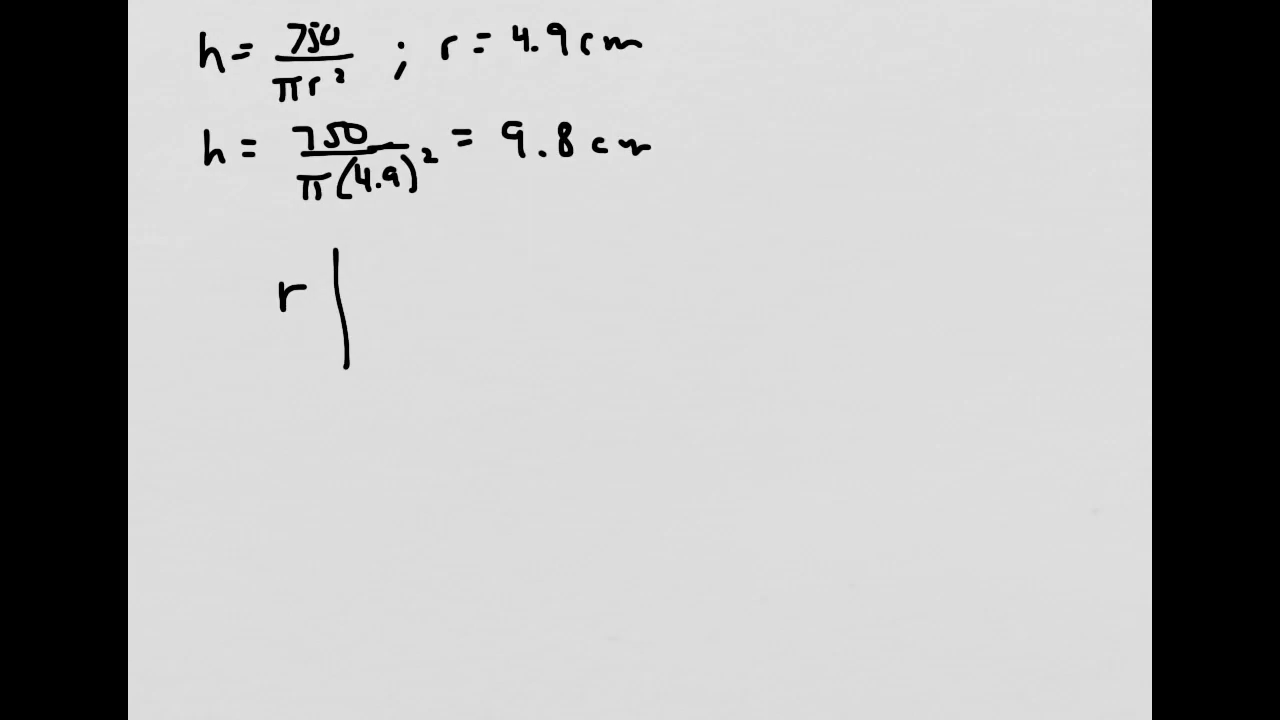 h = 750/πr² ; r = 4.9 cm
h = 750/π(4.9)² = 9.8 cm
r |